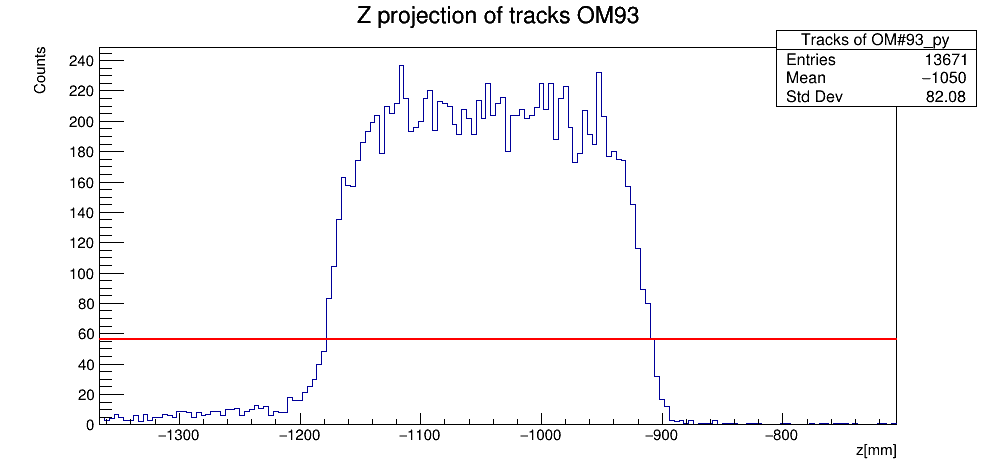 Z projection of tracks OM93
Tracks of OM#93_py
Entries 13671
Mean −1050
Std Dev 82.08
Counts
240
220
200
180
160
140
120
100
80
60
40
20
0
−1300 −1200 −1100 −1000 −900 −800
z[mm]